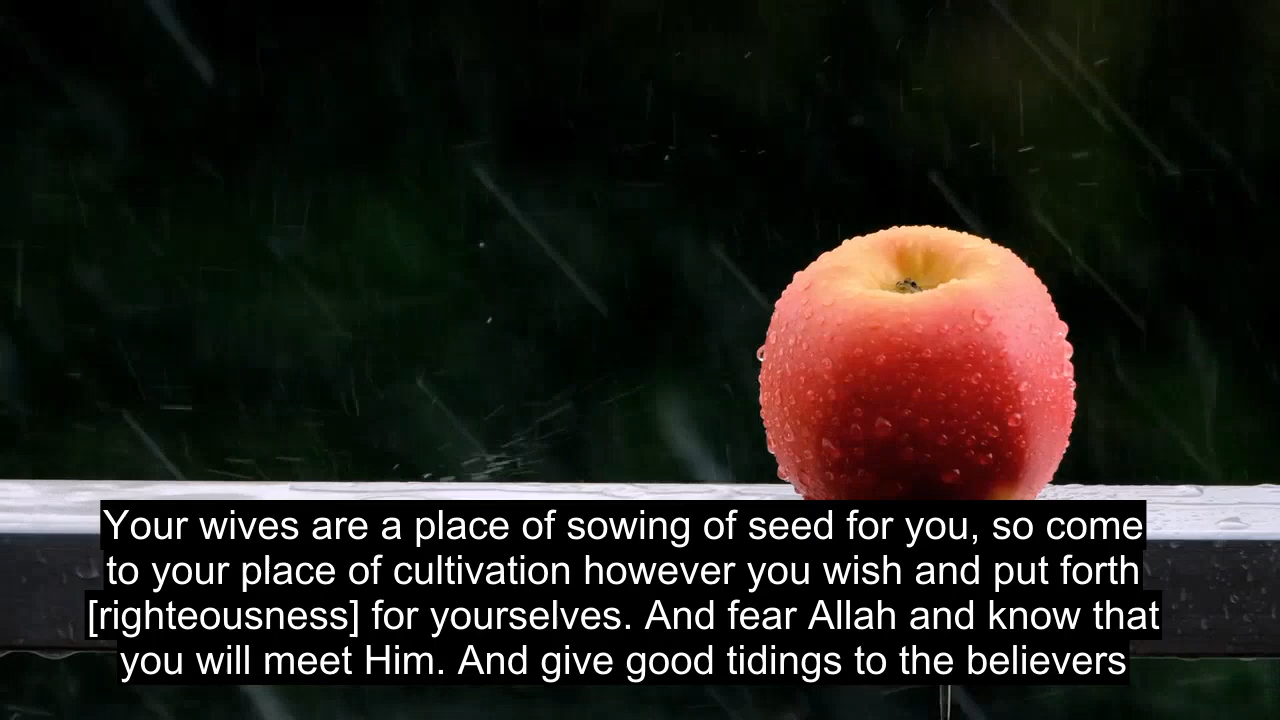 Your wives are a place of sowing of seed for you, so come
to your place of cultivation however you wish and put forth
[righteousness] for yourselves. And fear Allah and know that
you will meet Him. And give good tidings to the believers